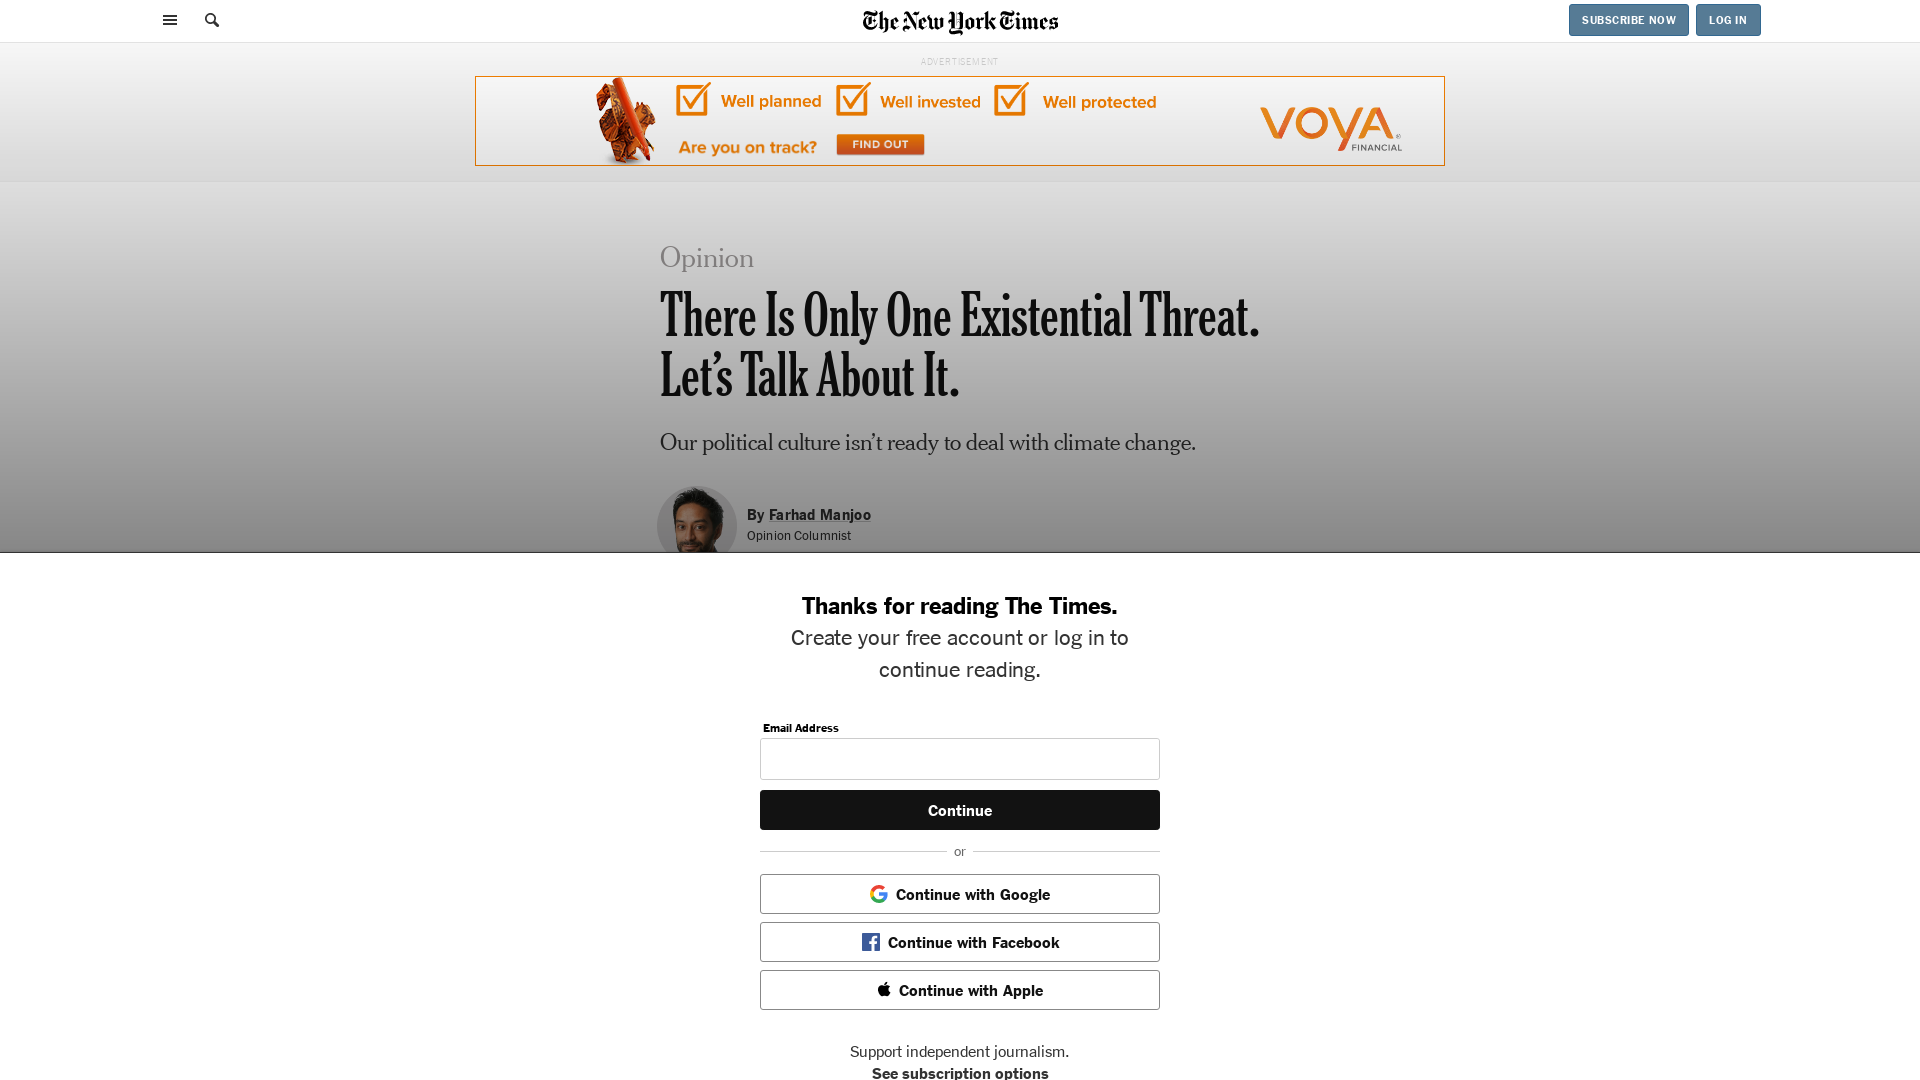 The New York Times
SUBSCRIBE NOW
LOG IN
ADVERTISEMENT
Well planned
Well invested
Well protected
Are you on track?
FIND OUT
VOYA®
FINANCIAL
Opinion
There Is Only One Existential Threat.
Let’s Talk About It.
Our political culture isn’t ready to deal with climate change.
By Farhad Manjoo
Opinion Columnist
Thanks for reading The Times.
Create your free account or log in to
continue reading.
Email Address
Continue
or
Continue with Google
Continue with Facebook
Continue with Apple
Support independent journalism.
See subscription options